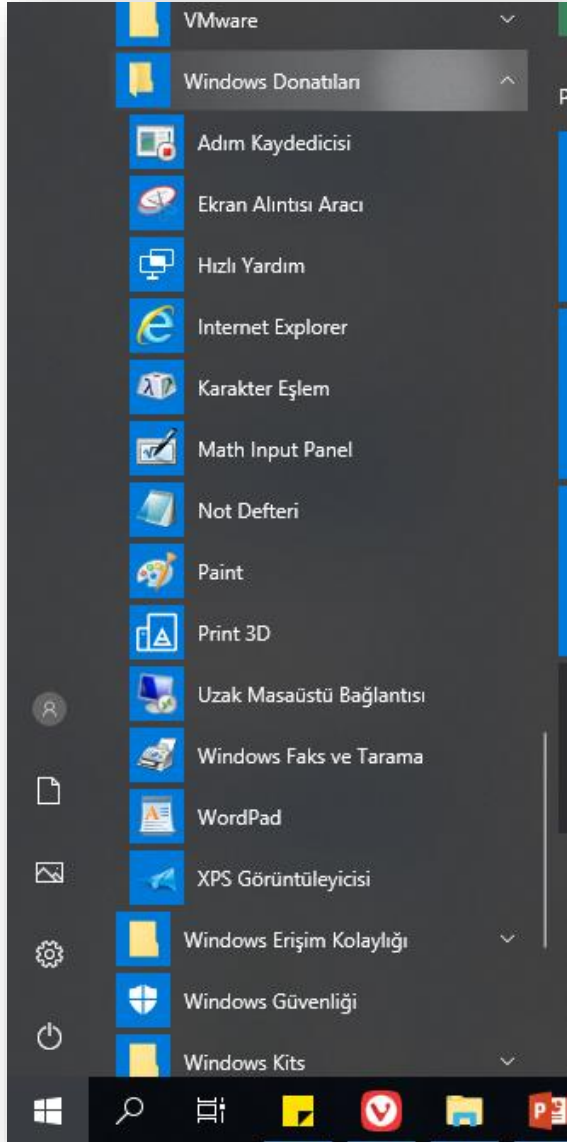 VMware
Windows Donatıları
Adım Kaydedicisi
Ekran Alıntısı Aracı
Hızlı Yardım
Internet Explorer
Karakter Eşlem
Math Input Panel
Not Defteri
Paint
Print 3D
Uzak Masaüstü Bağlantısı
Windows Faks ve Tarama
WordPad
XPS Görüntüleyicisi
Windows Erişim Kolaylığı
Windows Güvenliği
Windows Kits